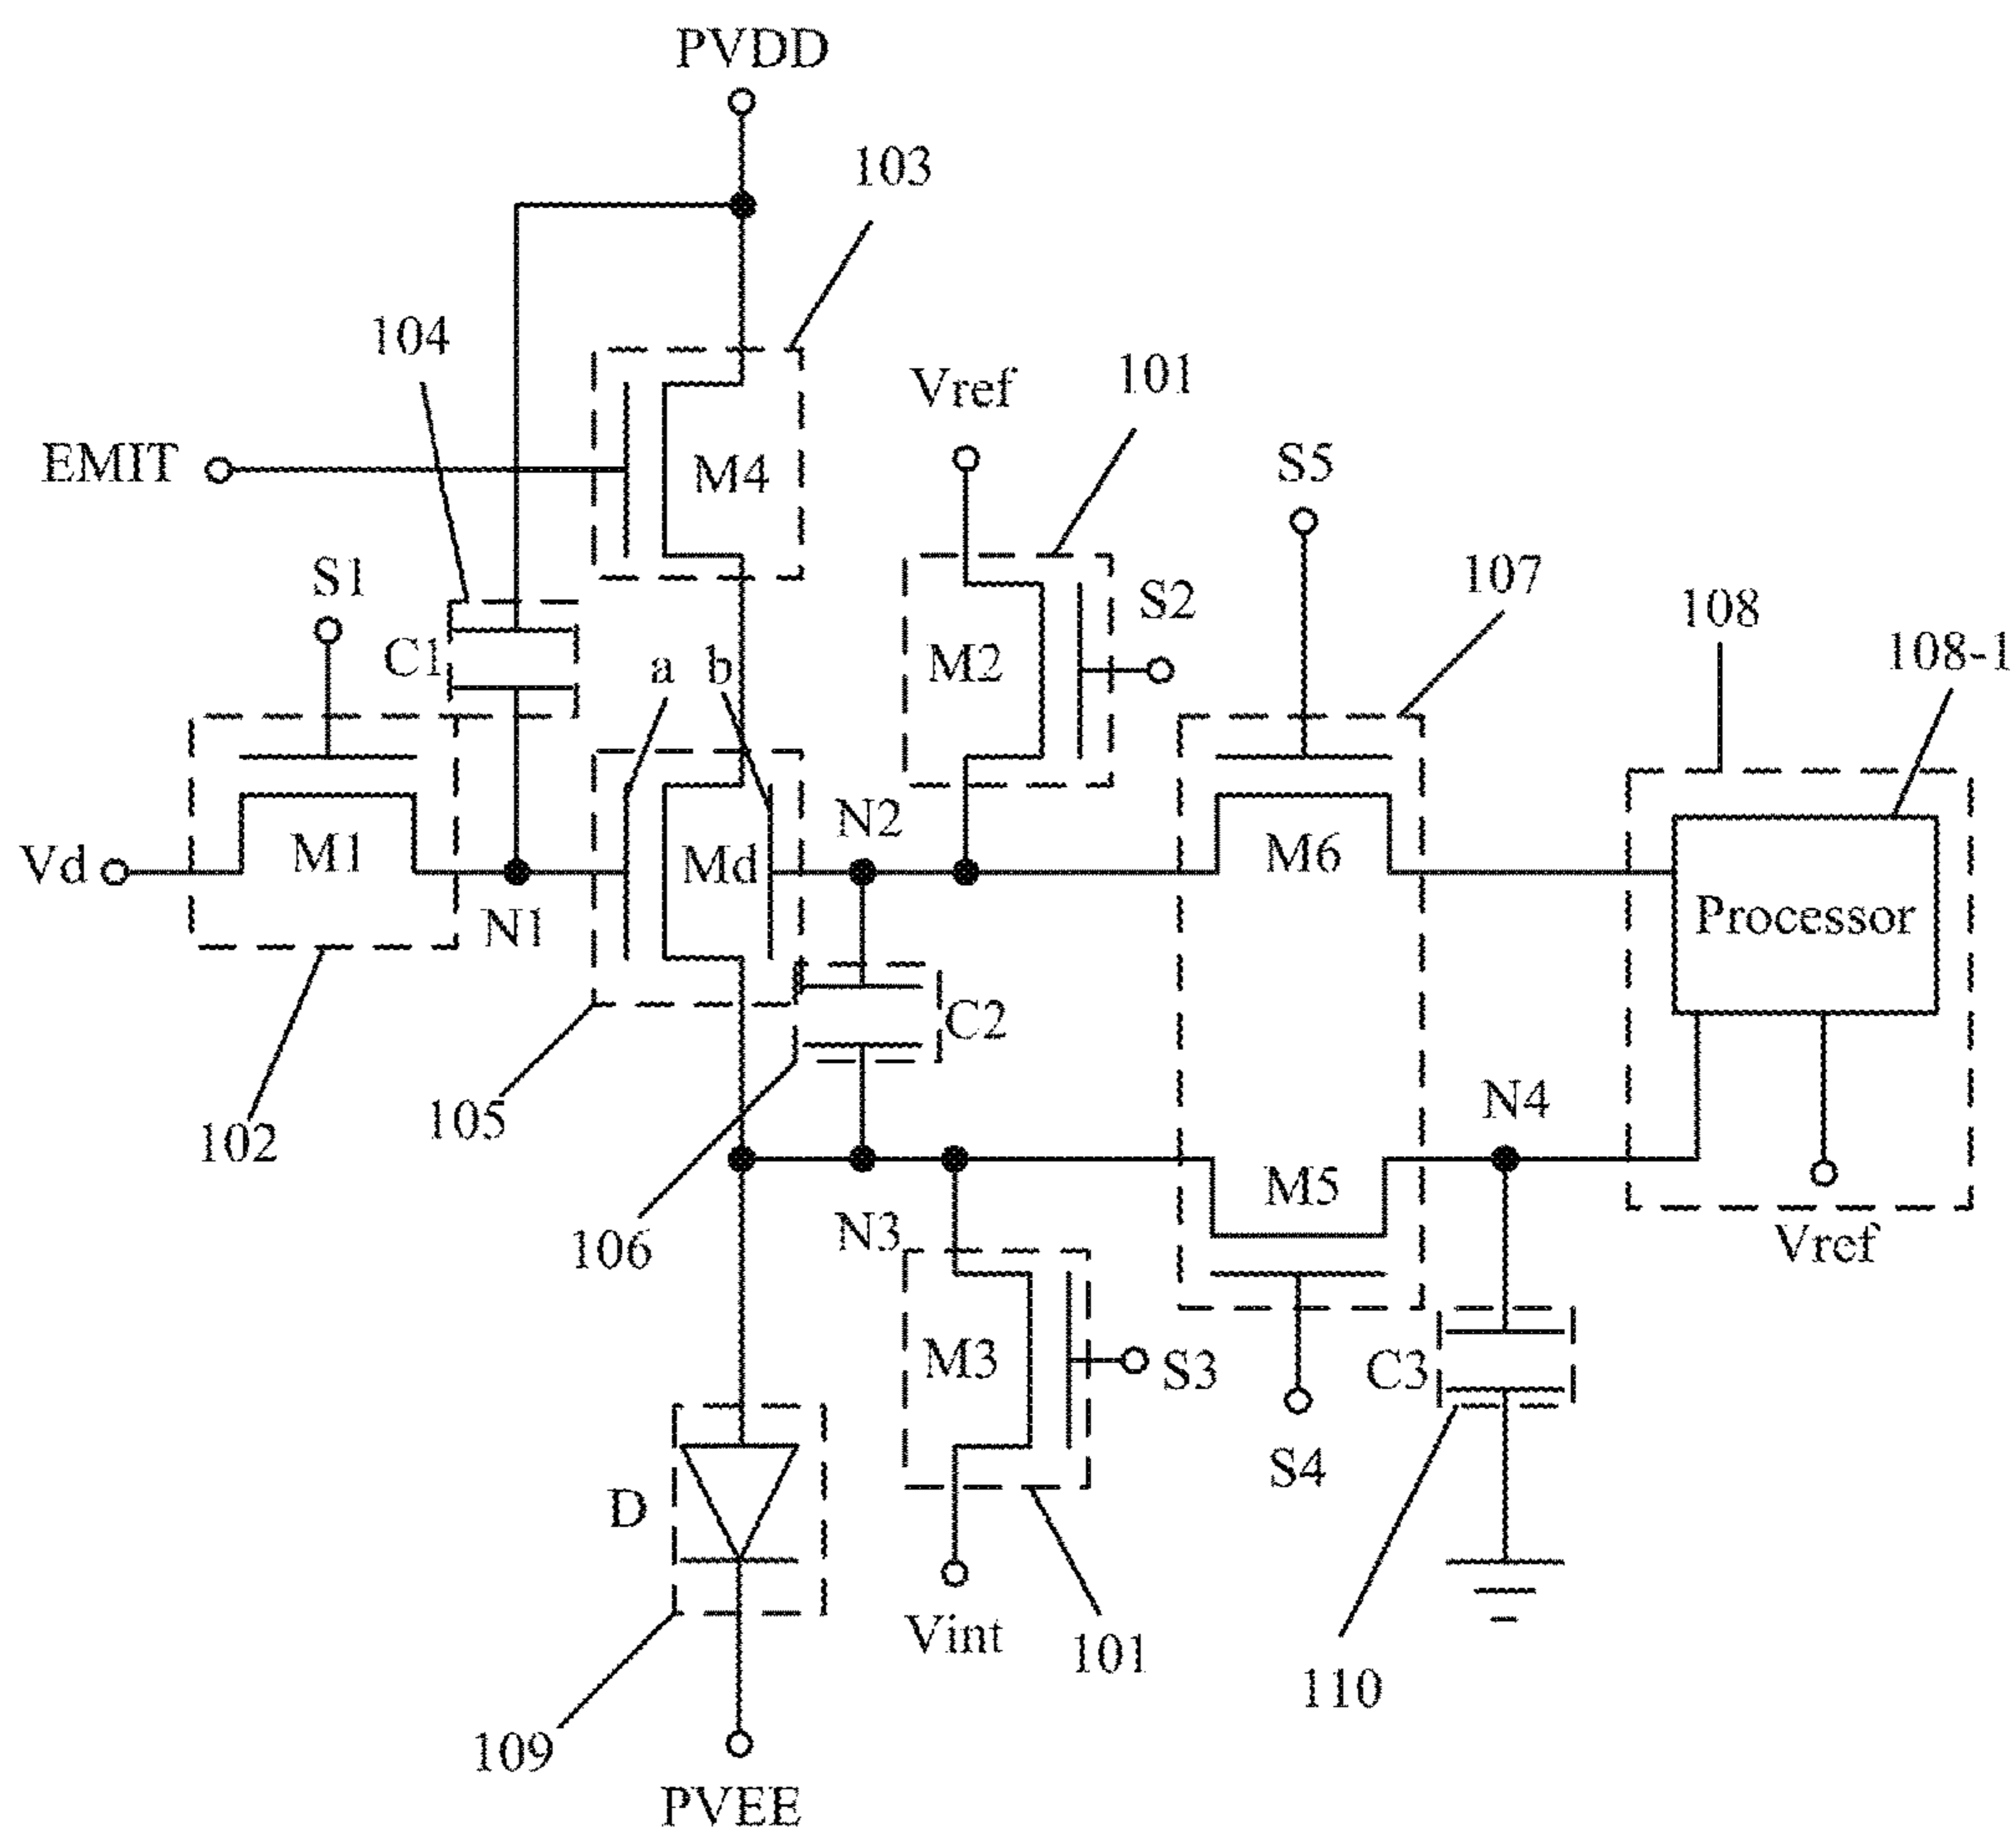 PVDD
103
104
101
Vref
EMIT
M4
S5
S1
107
S2
108
C1
a
b
M2
108-1
N2
Vd
M1
Md
M6
N1
Processor
C2
105
102
N4
M5
106
N3
Vref
M3
S3
C3
S4
D
Vint
101
110
109
PVEE